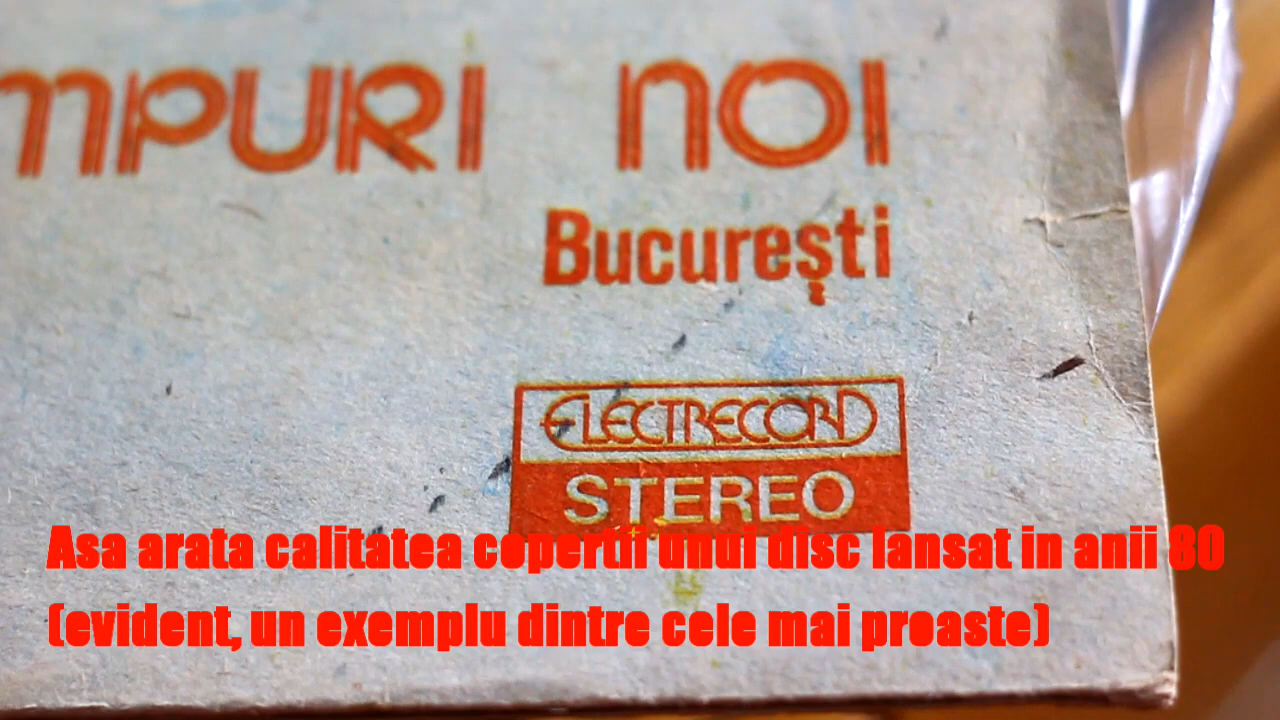 MPURI NOI
București
ELECTRECORD
STEREO
Asa arata calitatea copertii unui disc lansat in anii 80
(evident, un exemplu dintre cele mai proaste)